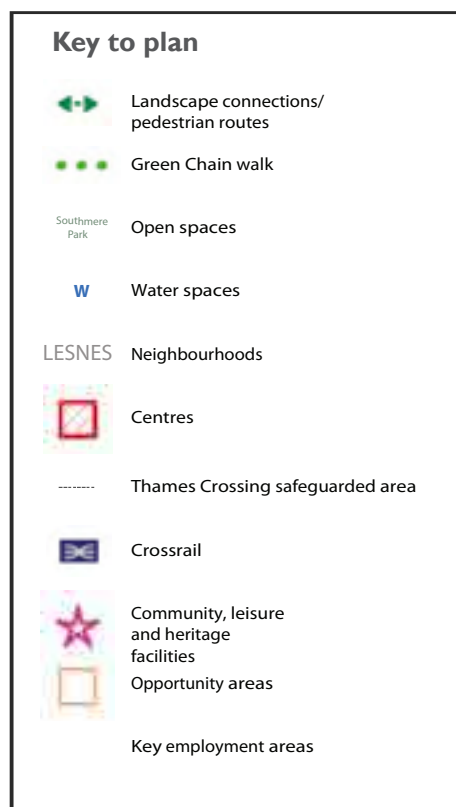 Key to plan
Landscape connections/
pedestrian routes
Green Chain walk
Southmere
Park
Open spaces
W
Water spaces
LESNES
Neighbourhoods
Centres
Thames Crossing safeguarded area
Crossrail
Community, leisure
and heritage
facilities
Opportunity areas
Key employment areas